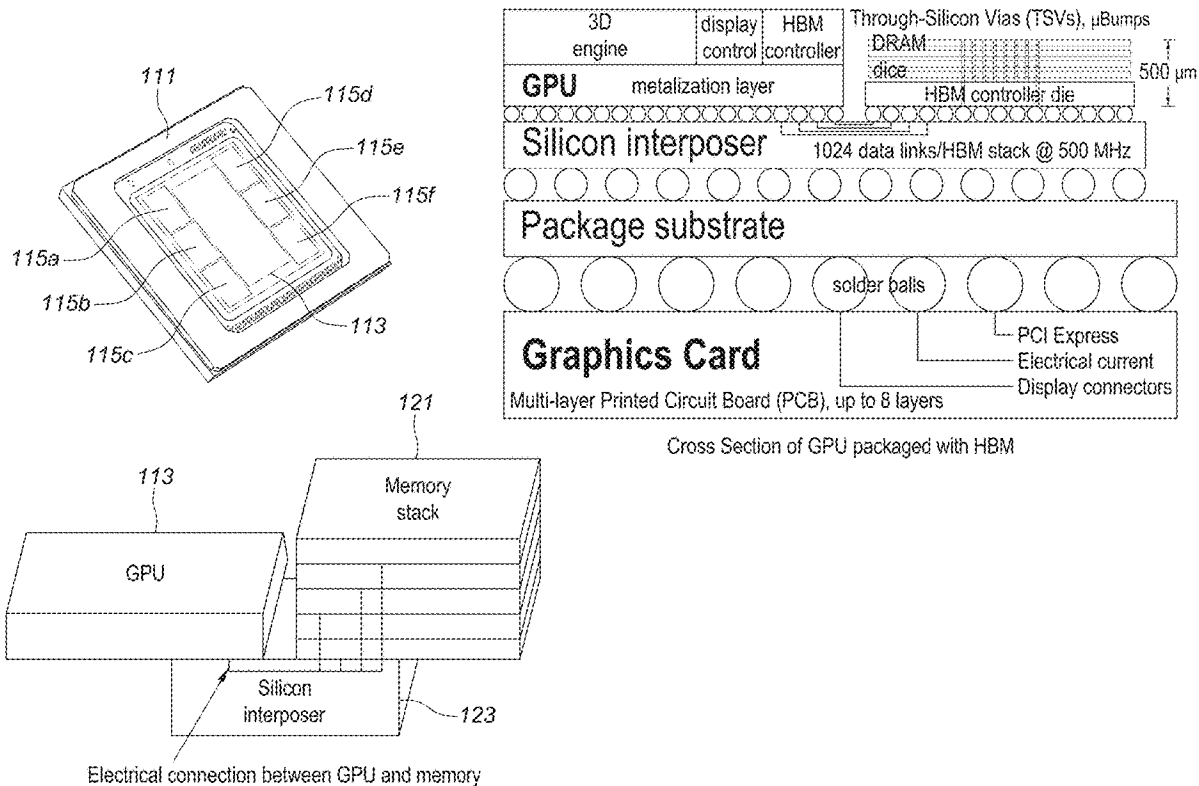 111
115d
115e
115f
115a
115b
115c
113
3D
engine
display
control
HBM
controller
GPU metalization layer
Through-Silicon Vias (TSVs), µBumps
DRAM
dice
HBM controller die
500 µm
Silicon interposer
1024 data links/HBM stack @ 500 MHz
Package substrate
solder balls
Graphics Card
PCI Express
Electrical current
Display connectors
Multi-layer Printed Circuit Board (PCB), up to 8 layers
Cross Section of GPU packaged with HBM
121
113
Memory
stack
GPU
Silicon
interposer
123
Electrical connection between GPU and memory